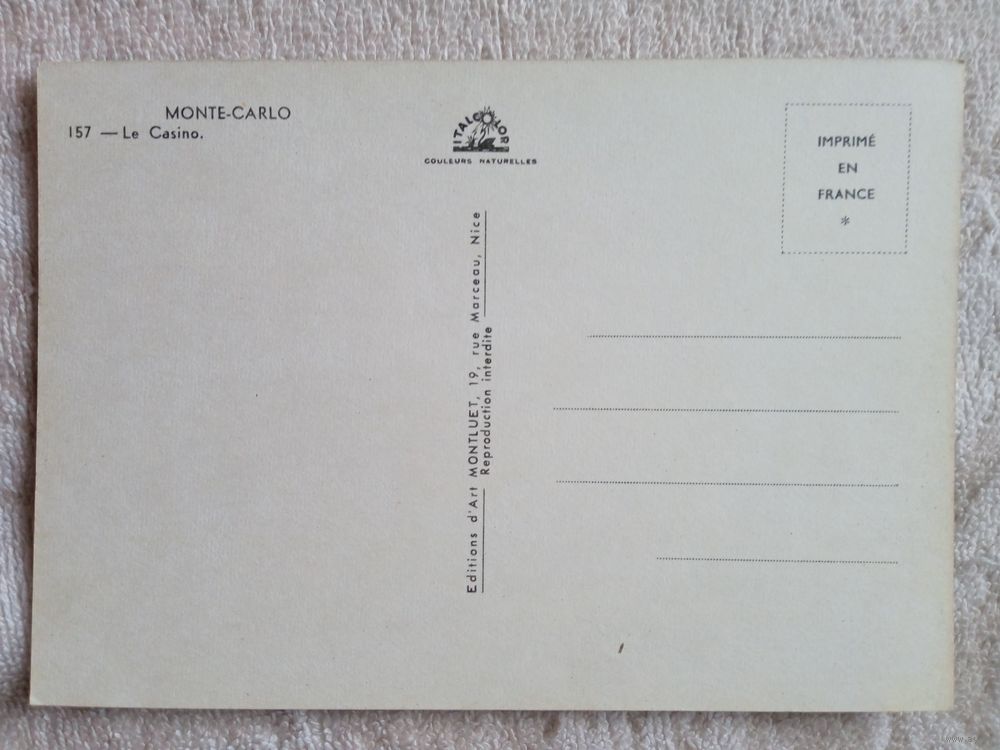 MONTE-CARLO
157 — Le Casino.
ITALCOLOR
COULEURS NATURELLES
IMPRIMÉ
EN
FRANCE
*
Editions d'Art MONTLUET, 19, rue Marceau, Nice
Reproduction interdite